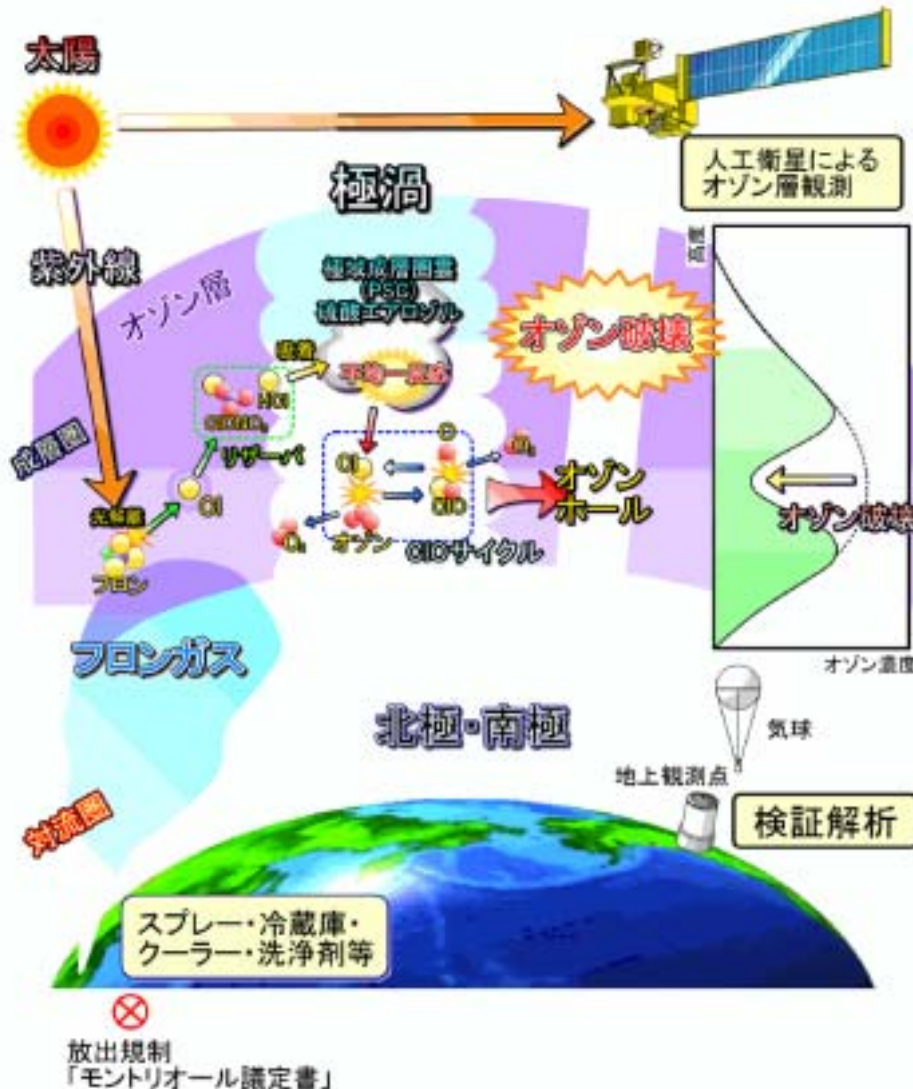 太陽
人工衛星による
オゾン層観測
極渦
紫外線
オゾン層
極域成層圏雲
(PSC)
硫酸エアロゾル
オゾン破壊
高度
吸着
不均一反応
HCl
ClONO₂
リザーバ
成層圏
Cl
光解離
フロン
Cl
O
O₂
ClO
O₂
オゾン
ClOサイクル
オゾン
ホール
オゾン破壊
オゾン濃度
フロンガス
北極・南極
気球
地上観測点
検証解析
対流圏
スプレー・冷蔵庫・
クーラー・洗浄剤等
放出規制
「モントリオール議定書」